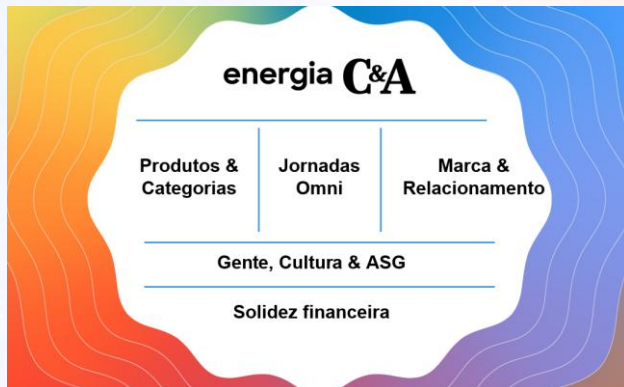 energia C&A
Produtos &
Categorias
Jornadas
Omni
Marca &
Relacionamento
Gente, Cultura & ASG
Solidez financeira